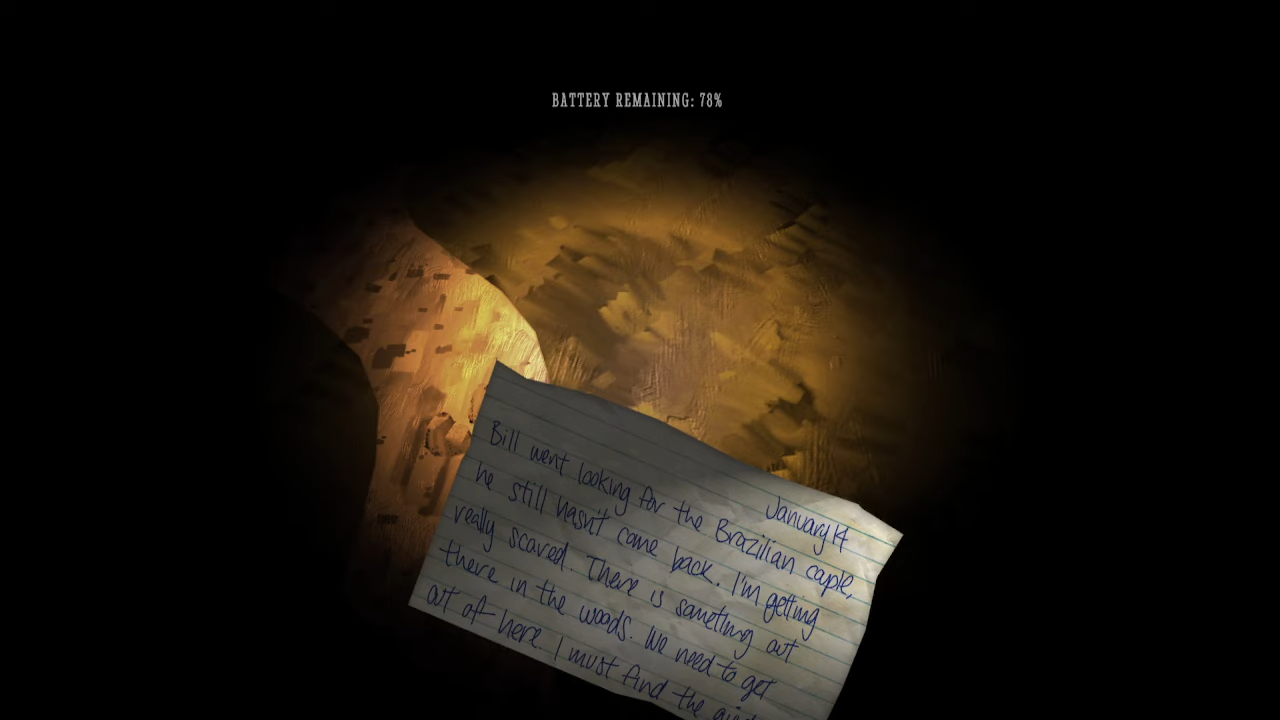 BATTERY REMAINING: 78%
January 14
Bill went looking for the Brazilian caple,
he still hasn't come back. I'm getting
really scared. There is something out
there in the woods. We need to get
out of here. I must find the